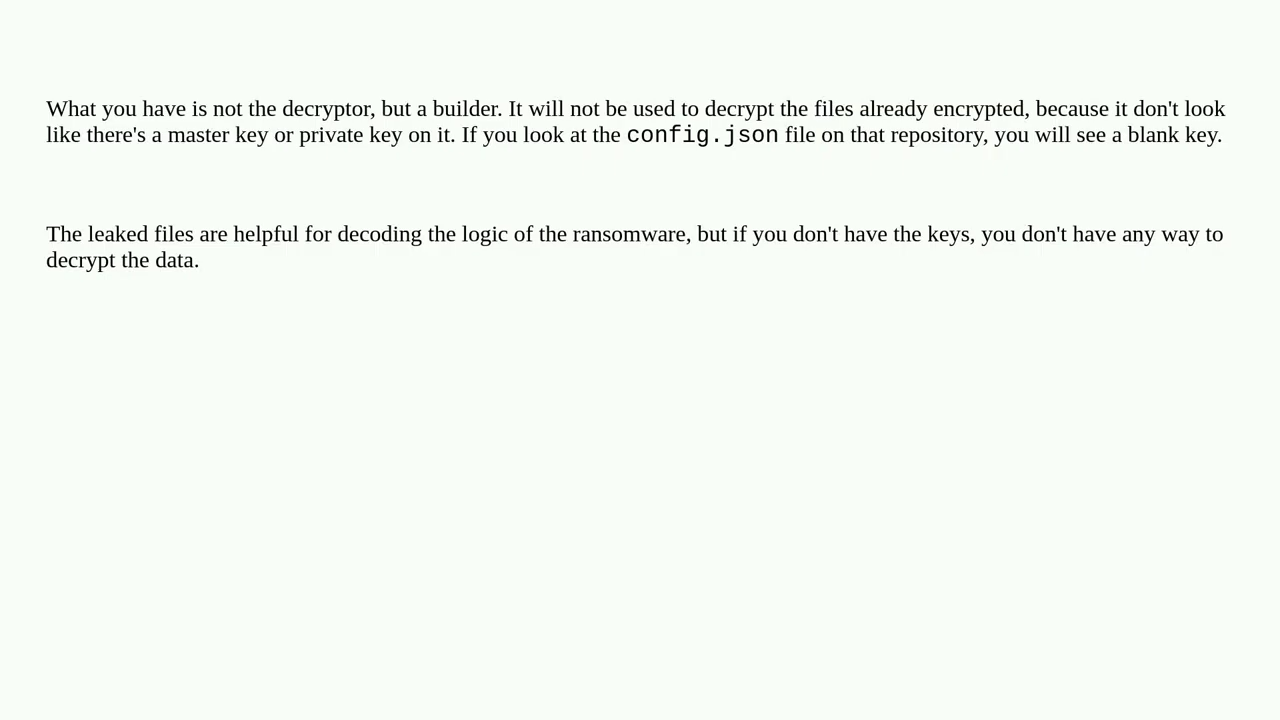 What you have is not the decryptor, but a builder. It will not be used to decrypt the files already encrypted, because it don't look
like there's a master key or private key on it. If you look at the config.json file on that repository, you will see a blank key.
The leaked files are helpful for decoding the logic of the ransomware, but if you don't have the keys, you don't have any way to
decrypt the data.